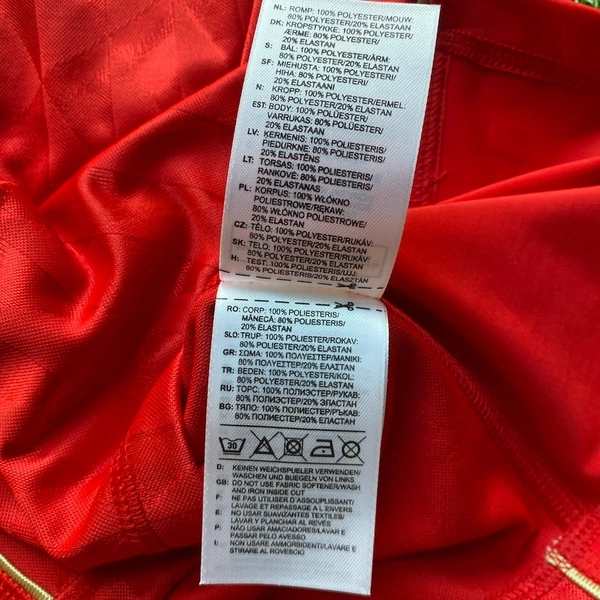 NL: ROMP: 100% POLYESTER/MOUW:
80% POLYESTER/20% ELASTAAN
DK: KROPSTYKKE: 100% POLYESTER/
ÆRME: 80% POLYESTER/
20% ELASTAN
S: BÅL: 100% POLYESTER/ÄRM:
80% POLYESTER/20% ELASTAN
SF: MIEHUSTA: 100% POLYESTERI/
HIHA: 80% POLYESTERI/
20% ELASTAANI
N: KROPP: 100% POLYESTER/ERMEL:
80% POLYESTER/20% ELASTAN
EST: BODY: 100% POLÜESTER/
VARRUKAS: 80% POLÜESTER/
20% ELASTAAN
LV: ĶERMENIS: 100% POLIESTERIS/
PIEDURKNE: 80% POLIESTERIS/
20% ELASTĒNS
LT: TORSAS: 100% POLIESTERIS/
RANKOVĖ: 80% POLIESTERIS/
20% ELASTANAS
PL: KORPUS: 100% WŁÓKNO
POLIESTROWE/RĘKAW:
80% WŁÓKNO POLIESTROWE/
20% ELASTAN
CZ: TĚLO: 100% POLYESTER/RUKÁV:
80% POLYESTER/20% ELASTAN
SK: TELO: 100% POLYESTER/RUKÁV:
80% POLYESTER/20% ELASTAN
H: TEST: 100% POLIÉSZTER/UJJ:
80% POLIÉSZTER/20% ELASZTÁN
RO: CORP: 100% POLIESTERIS/
MÂNECĂ: 80% POLIESTERIS/
20% ELASTAN
SLO: TRUP: 100% POLIESTER/ROKAV:
80% POLIESTER/20% ELASTAN
GR: ΣΩΜΑ: 100% ΠΟΛΥΕΣΤΕΡ/ΜΑΝΙΚΙ:
80% ΠΟΛΥΕΣΤΕΡ/20% ΕΛΑΣΤΑΝ
TR: BEDEN: 100% POLYESTER/KOL:
80% POLYESTER/20% ELASTAN
RU: ТОРС: 100% ПОЛИЭСТЕР/РУКАВ:
80% ПОЛИЭСТЕР/20% ЭЛАСТАН
BG: ТЯЛО: 100% ПОЛИЕСТЕР/РЪКАВ:
80% ПОЛИЕСТЕР/20% ЕЛАСТАН
30
D: KEINEN WEICHSPUELER VERWENDEN/
WASCHEN UND BUEGELN VON LINKS
GB: DO NOT USE FABRIC SOFTENER/WASH
AND IRON INSIDE OUT
F: NE PAS UTILISER D'ASSOUPLISSANT/
LAVAGE ET REPASSAGE A L'ENVERS
E: NO USAR SUAVIZANTES TEXTILES/
LAVAR Y PLANCHAR AL REVÉS
P: NÃO USAR AMACIADORES/LAVAR E
PASSAR PELO AVESSO
I: NON USARE AMMORBIDENTI/LAVARE E
STIRARE AL ROVESCIO